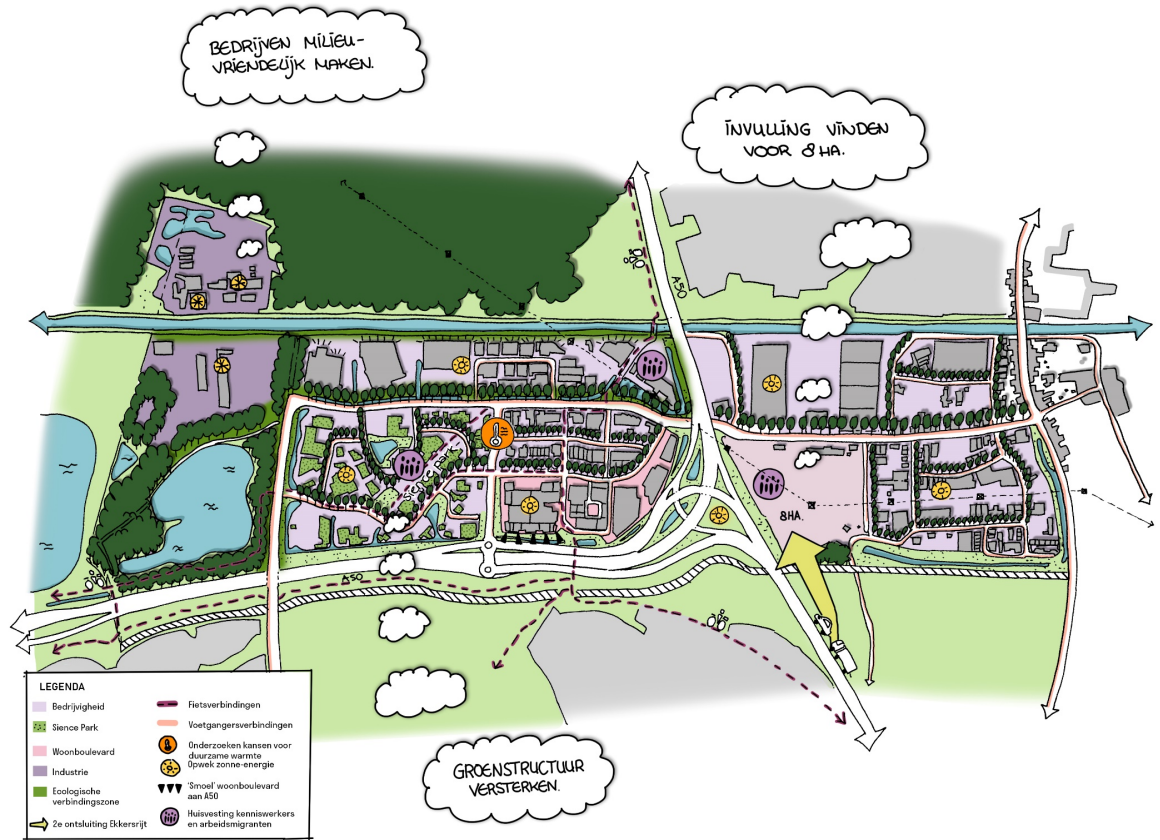 BEDRIJVEN MILIEU-
VRIENDELIJK MAKEN.
INVULLING VINDEN
VOOR 8 HA.
A50
8HA.
SCIENCE PARK
A50
GROENSTRUCTUUR
VERSTERKEN.
LEGENDA
Bedrijvigheid
Sience Park
Woonboulevard
Industrie
Ecologische
verbindingszone
2e ontsluiting Ekkersrijt
Fietsverbindingen
Voetgangersverbindingen
Onderzoeken kansen voor
duurzame warmte
Opwek zonne-energie
'Smoel' woonboulevard
aan A50
Huisvesting kenniswerkers
en arbeidsmigranten